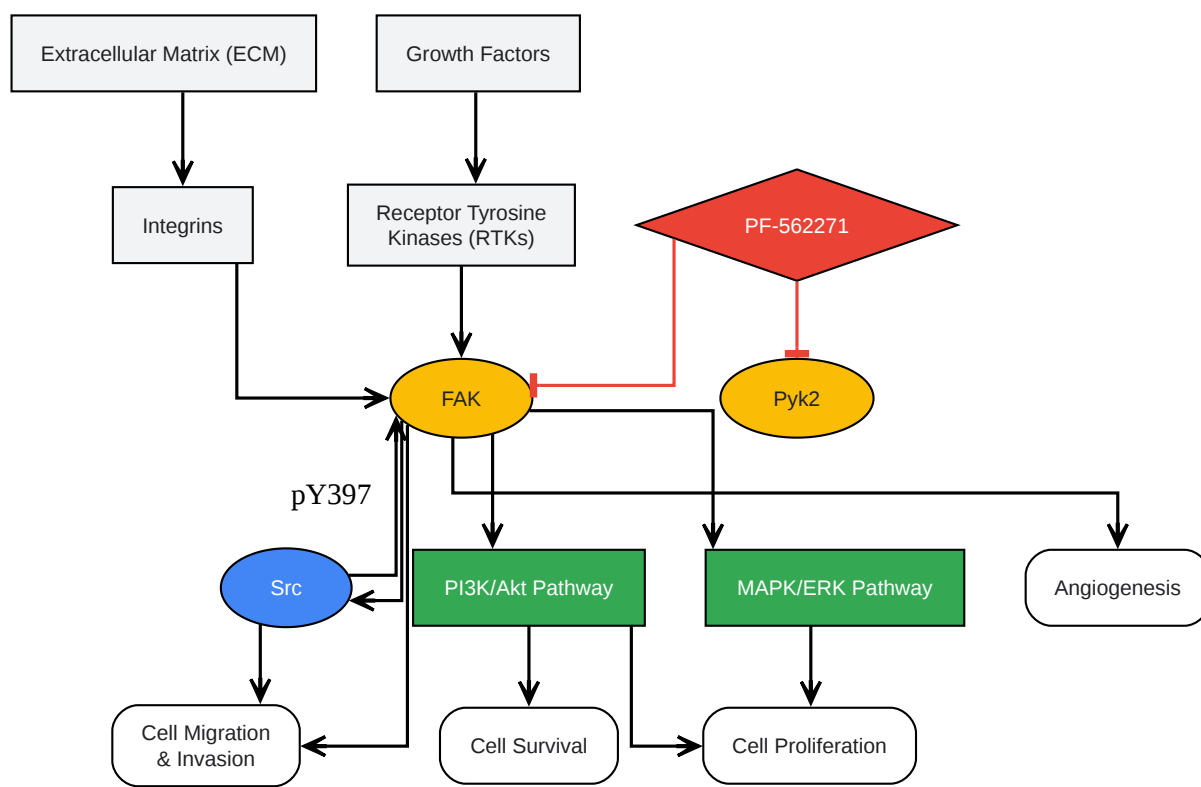 Extracellular Matrix (ECM)
Growth Factors
Integrins
Receptor Tyrosine
Kinases (RTKs)
PF-562271
FAK
Pyk2
pY397
Src
PI3K/Akt Pathway
MAPK/ERK Pathway
Angiogenesis
Cell Migration
& Invasion
Cell Survival
Cell Proliferation